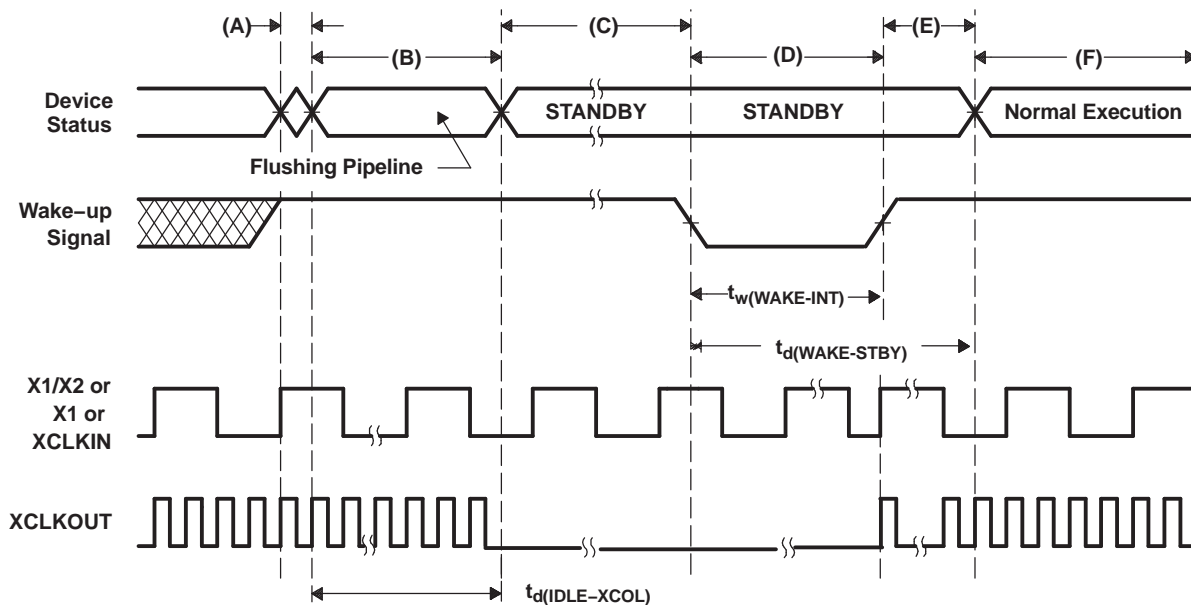 (A)
(C)
(E)
(B)
(D)
(F)
Device
Status
STANDBY
STANDBY
Normal Execution
Flushing Pipeline
Wake−up
Signal
tw(WAKE-INT)
td(WAKE-STBY)
X1/X2 or
X1 or
XCLKIN
XCLKOUT
td(IDLE−XCOL)